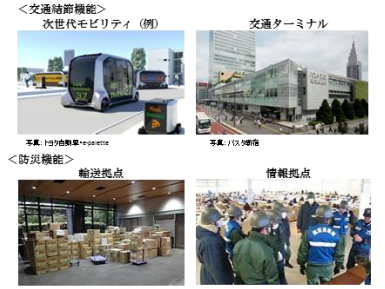 ＜交通結節機能＞
次世代モビリティ（例） 交通ターミナル
写真：トヨタ自動車・e-palette 写真：バスタ新宿
＜防災機能＞
輸送拠点 情報拠点